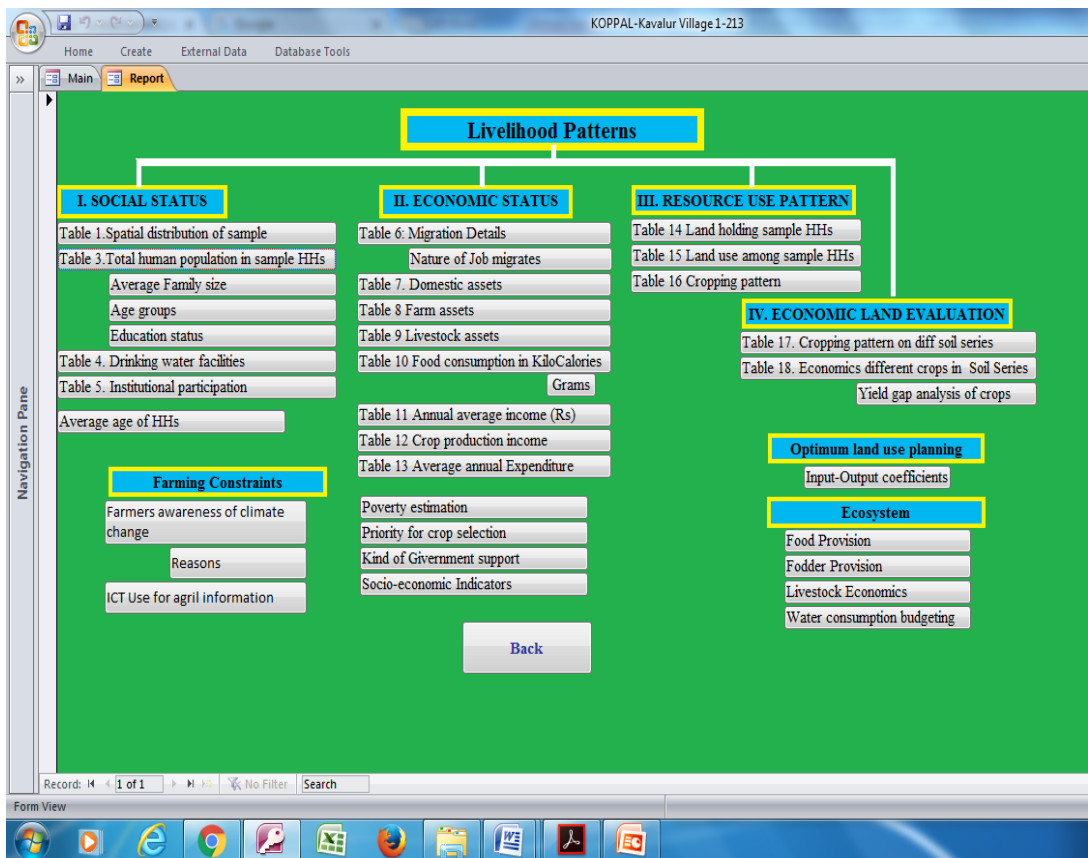 KOPPAL-Kavalur Village 1-213
Home Create External Data Database Tools
Main Report
Navigation Pane
Livelihood Patterns
I. SOCIAL STATUS
Table 1.Spatial distribution of sample
Table 3.Total human population in sample HHs
Average Family size
Age groups
Education status
Table 4. Drinking water facilities
Table 5. Institutional participation
Average age of HHs
Farming Constraints
Farmers awareness of climate
change
Reasons
ICT Use for agril information
II. ECONOMIC STATUS
Table 6: Migration Details
Nature of Job migrates
Table 7. Domestic assets
Table 8 Farm assets
Table 9 Livestock assets
Table 10 Food consumption in KiloCalories
Grams
Table 11 Annual average income (Rs)
Table 12 Crop production income
Table 13 Average annual Expenditure
Poverty estimation
Priority for crop selection
Kind of Givernment support
Socio-economic Indicators
Back
III. RESOURCE USE PATTERN
Table 14 Land holding sample HHs
Table 15 Land use among sample HHs
Table 16 Cropping pattern
IV. ECONOMIC LAND EVALUATION
Table 17. Cropping pattern on diff soil series
Table 18. Economics different crops in Soil Series
Yield gap analysis of crops
Optimum land use planning
Input-Output coefficients
Ecosystem
Food Provision
Fodder Provision
Livestock Economics
Water consumption budgeting
Record: 1 of 1 No Filter Search
Form View